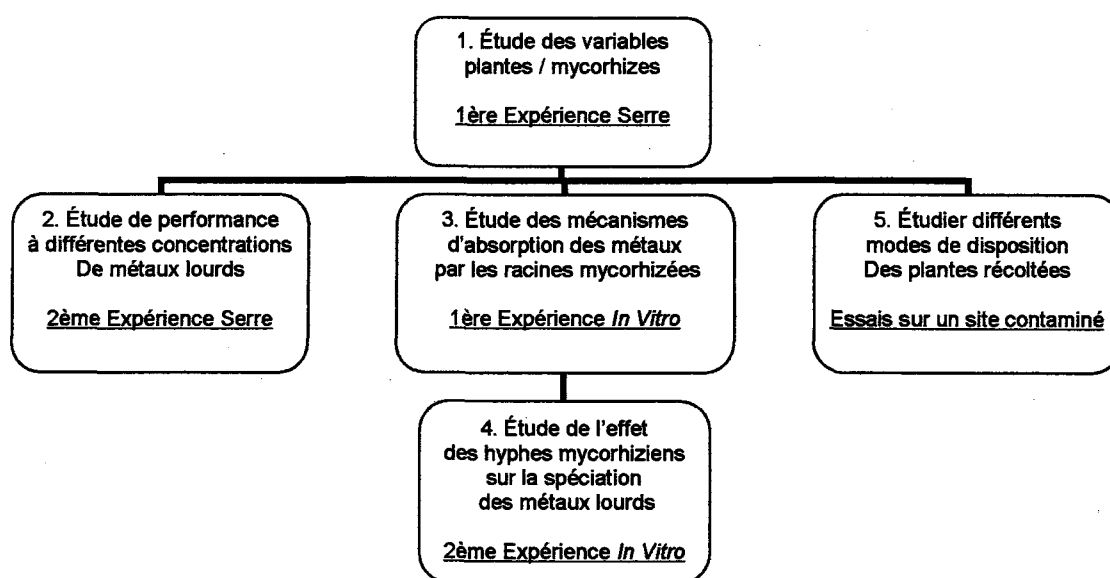 1. Étude des variables
plantes / mycorhizes
1ère Expérience Serre
2. Étude de performance
à différentes concentrations
De métaux lourds
2ème Expérience Serre
3. Étude des mécanismes
d'absorption des métaux
par les racines mycorhizées
1ère Expérience In Vitro
5. Étudier différents
modes de disposition
Des plantes récoltées
Essais sur un site contaminé
4. Étude de l'effet
des hyphes mycorhiziens
sur la spéciation
des métaux lourds
2ème Expérience In Vitro